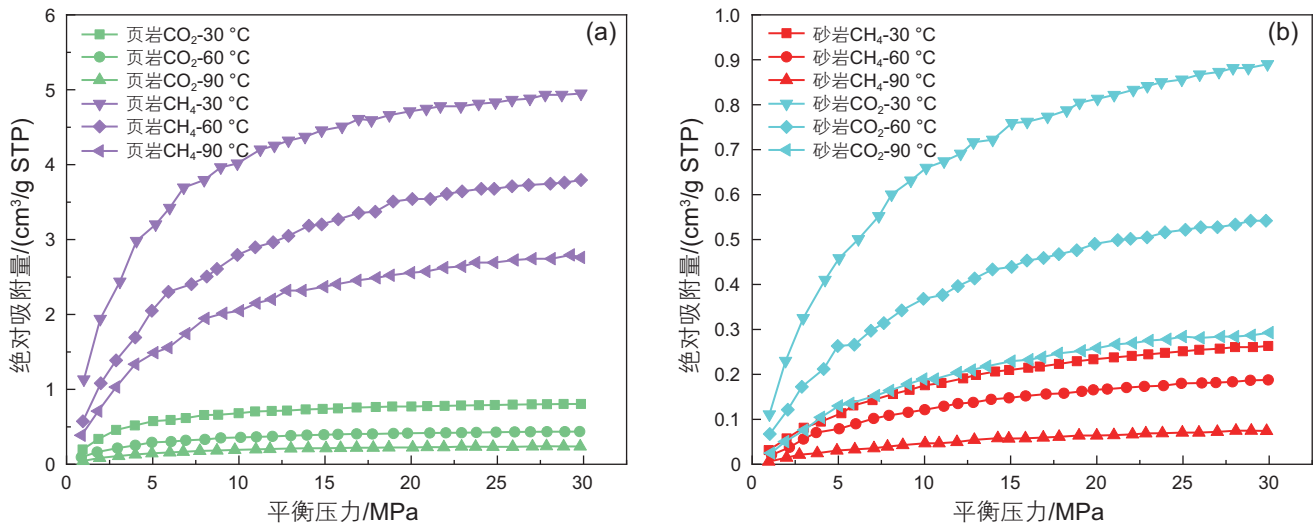 (a)
页岩CO₂-30 °C
页岩CO₂-60 °C
页岩CO₂-90 °C
页岩CH₄-30 °C
页岩CH₄-60 °C
页岩CH₄-90 °C
绝对吸附量/(cm³/g STP)
6
5
4
3
2
1
0
0 5 10 15 20 25 30
平衡压力/MPa
(b)
砂岩CH₄-30 °C
砂岩CH₄-60 °C
砂岩CH₄-90 °C
砂岩CO₂-30 °C
砂岩CO₂-60 °C
砂岩CO₂-90 °C
绝对吸附量/(cm³/g STP)
1.0
0.9
0.8
0.7
0.6
0.5
0.4
0.3
0.2
0.1
0
0 5 10 15 20 25 30
平衡压力/MPa